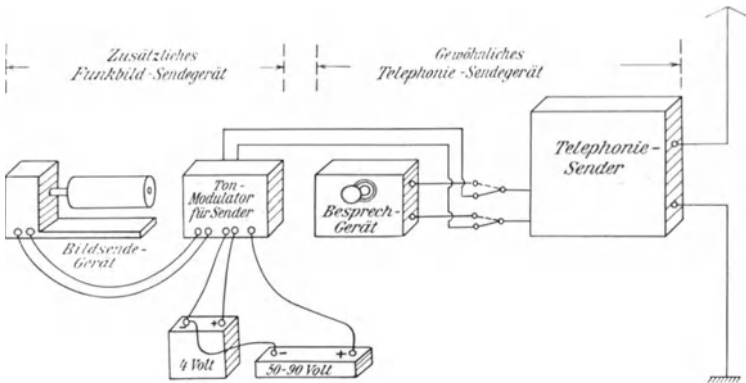 Zusätzliches
Funkbild-Sendegerät
Gewöhnliches
Telephonie-Sendegerät
Bildsende-
Gerät
Ton-
Modulator
für Sender
Besprech-
Gerät
Telephonie-
Sender
- +
4 Volt
- +
50-90 Volt